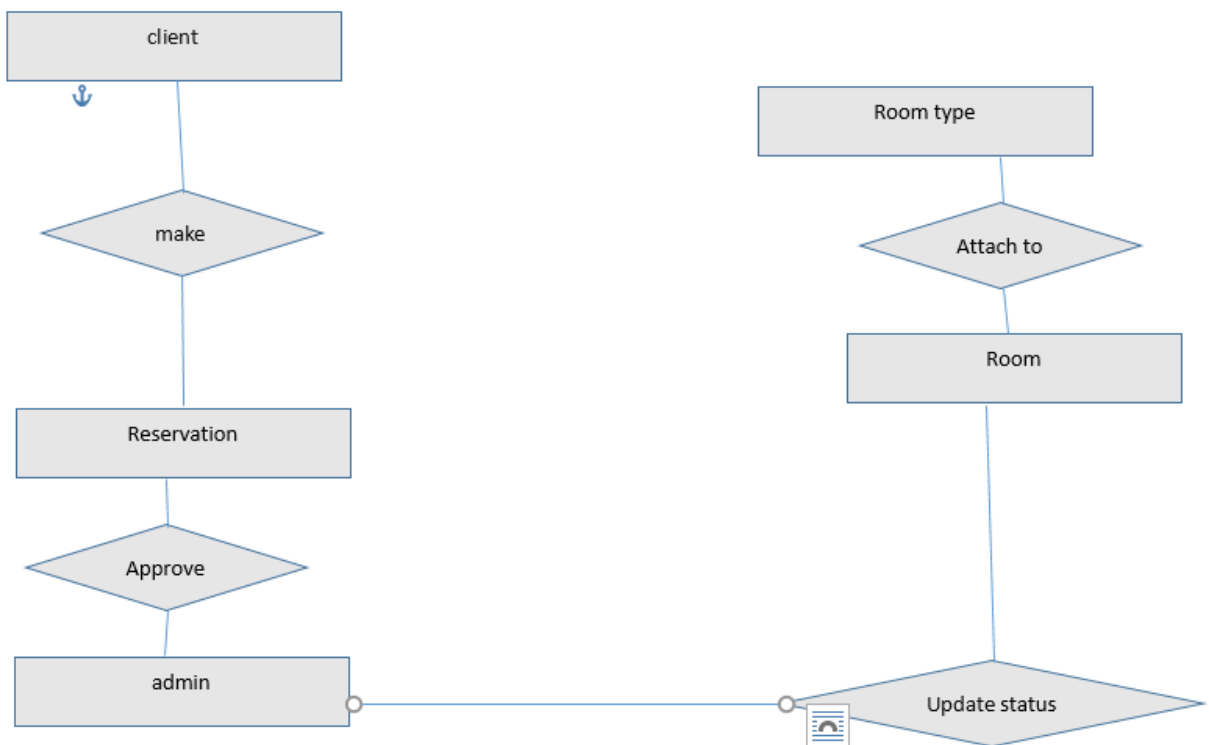 client
Room type
make
Attach to
Room
Reservation
Approve
admin
Update status